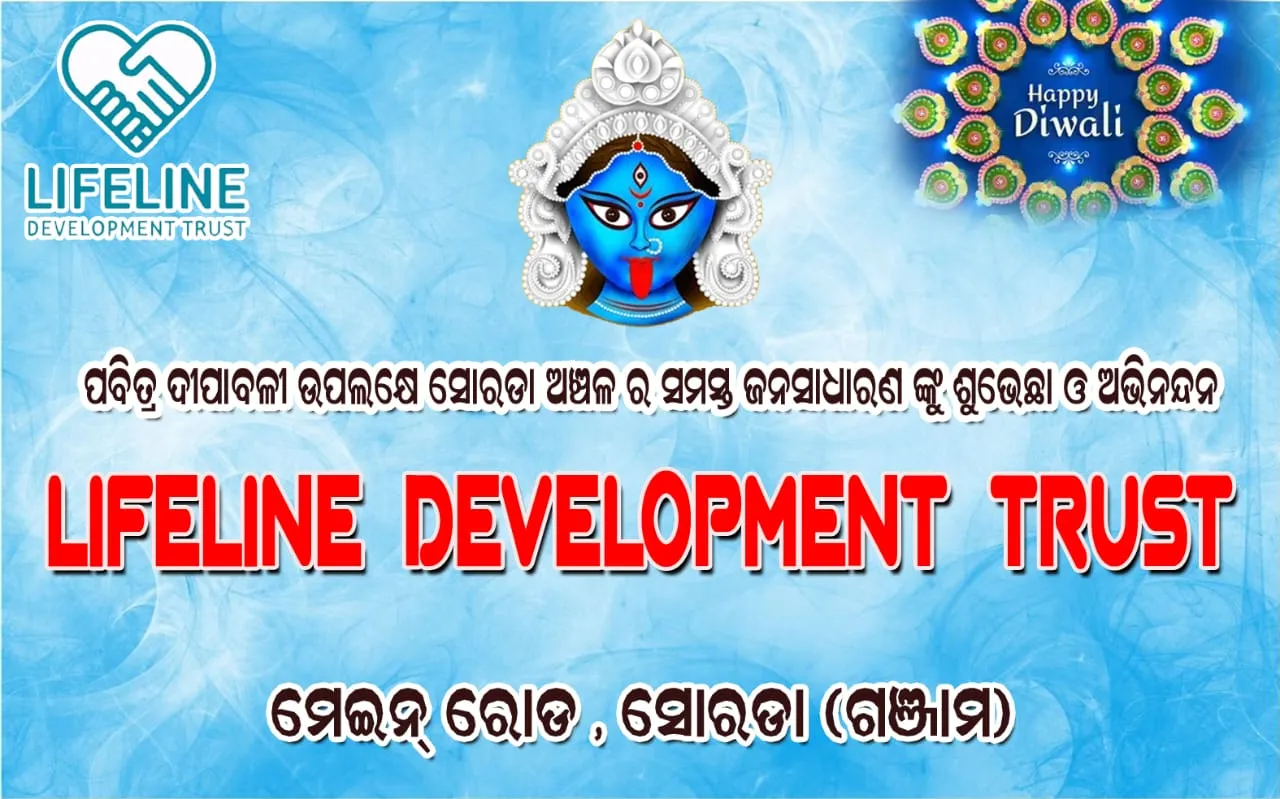 LIFELINE
DEVELOPMENT TRUST
Happy
Diwali
ପବିତ୍ର ଦୀପାବଳୀ ଉପଲକ୍ଷେ ସୋରଡା ଅଞ୍ଚଳ ର ସମସ୍ତ ଜନସାଧାରଣ ଙ୍କୁ ଶୁଭେଛା ଓ ଅଭିନନ୍ଦନ
LIFELINE DEVELOPMENT TRUST
ମେଇନ୍ ରୋଡ , ସୋରଡା (ଗଞ୍ଜାମ)